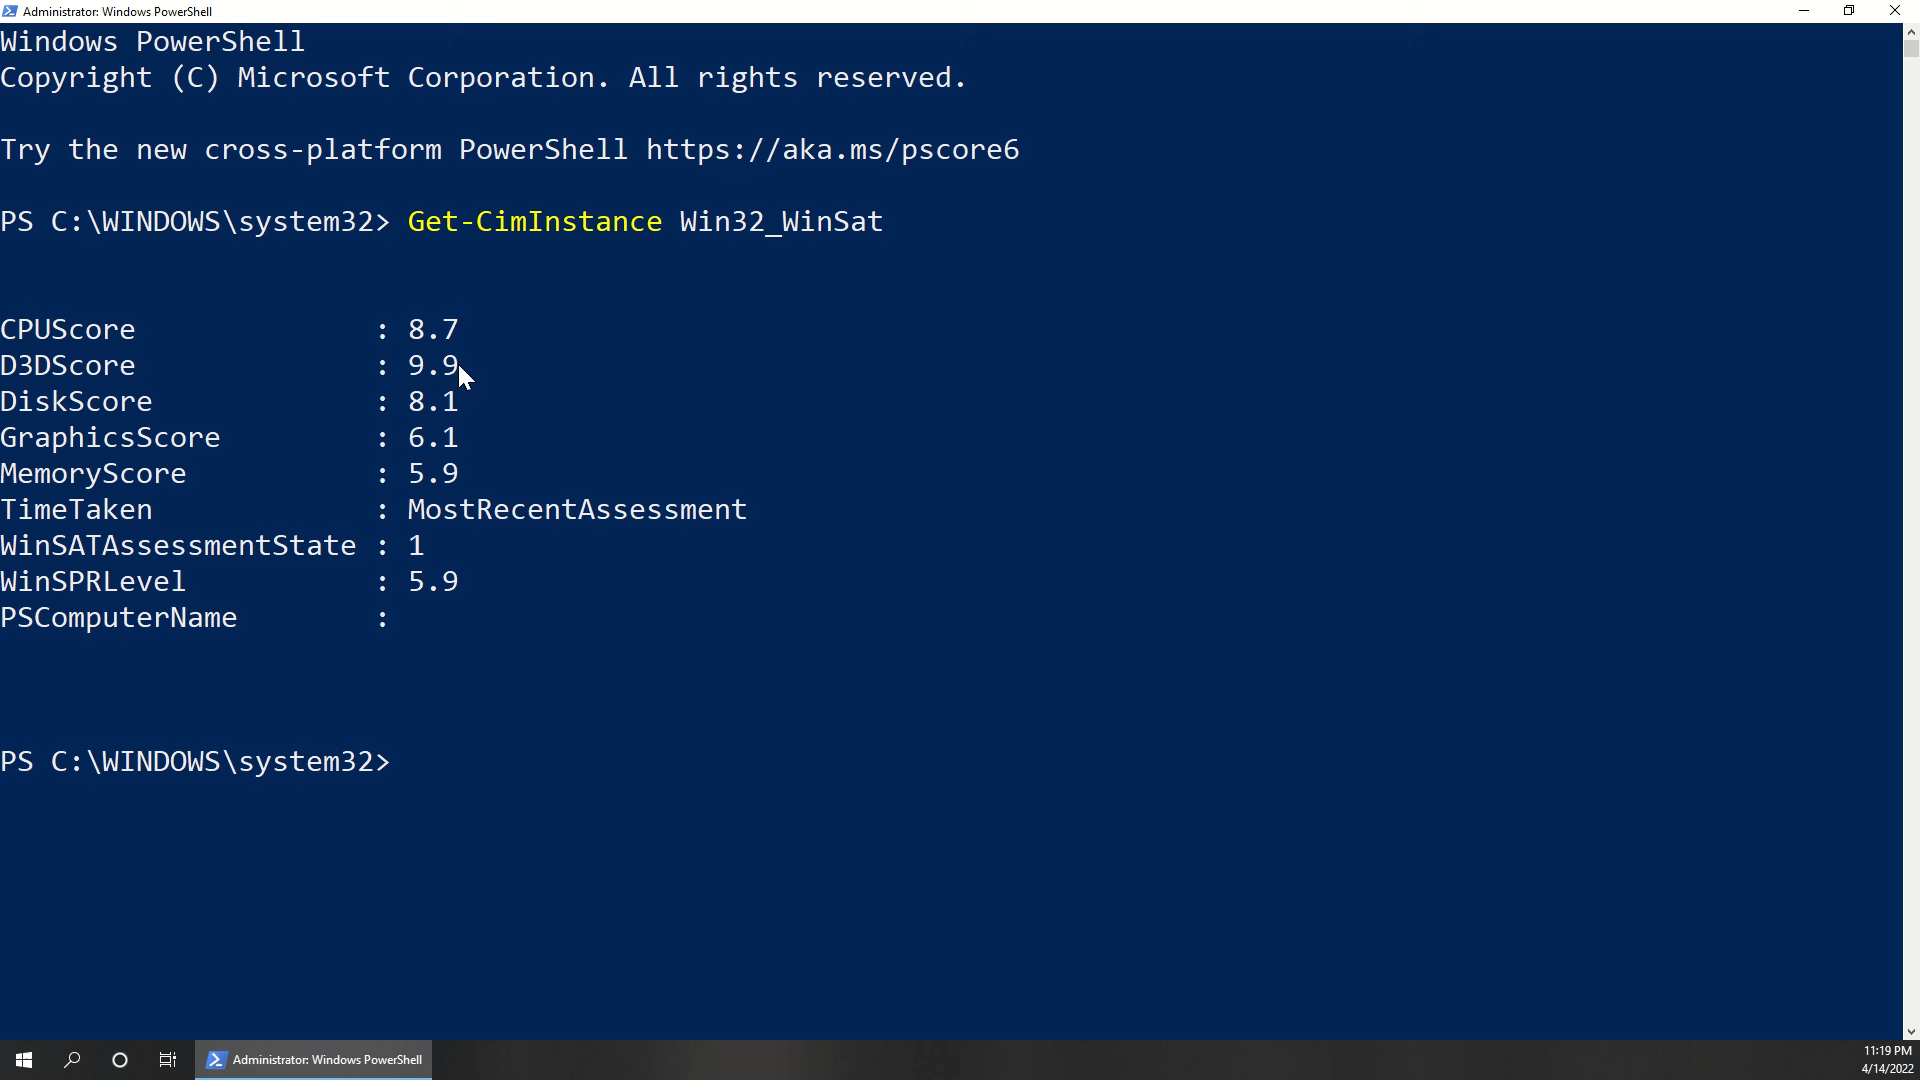 Administrator: Windows PowerShell
Windows PowerShell
Copyright (C) Microsoft Corporation. All rights reserved.
Try the new cross-platform PowerShell https://aka.ms/pscore6
PS C:\WINDOWS\system32> Get-CimInstance Win32_WinSat
CPUScore : 8.7
D3DScore : 9.9
DiskScore : 8.1
GraphicsScore : 6.1
MemoryScore : 5.9
TimeTaken : MostRecentAssessment
WinSATAssessmentState : 1
WinSPRLevel : 5.9
PSComputerName :
PS C:\WINDOWS\system32>
Administrator: Windows PowerShell
11:19 PM
4/14/2022